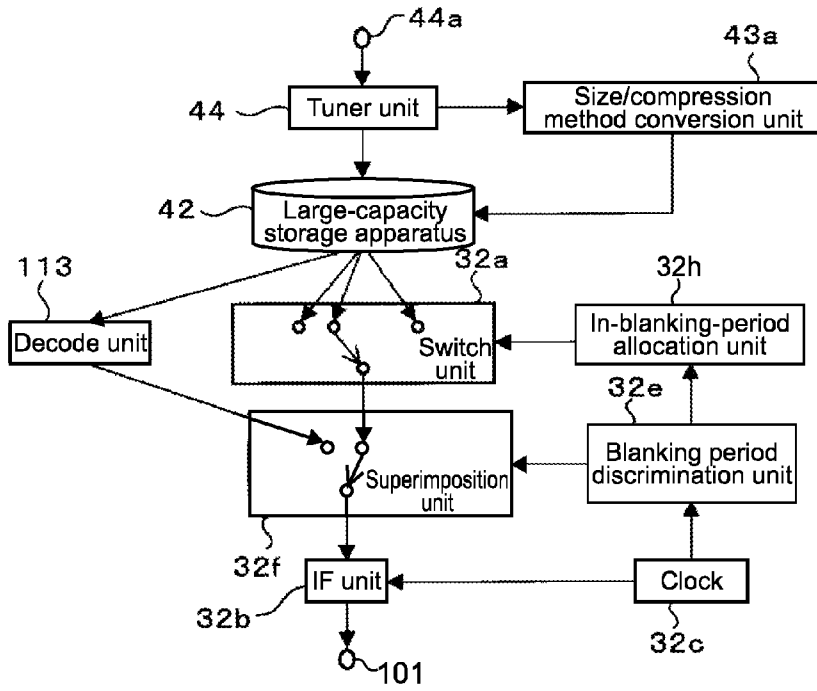 44a
43a
44
Tuner unit
Size/compression
method conversion unit
42
Large-capacity
storage apparatus
113
32a
32h
Decode unit
Switch
unit
In-blanking-period
allocation unit
32e
Superimposition
unit
Blanking period
discrimination unit
32f
IF unit
Clock
32b
32c
101